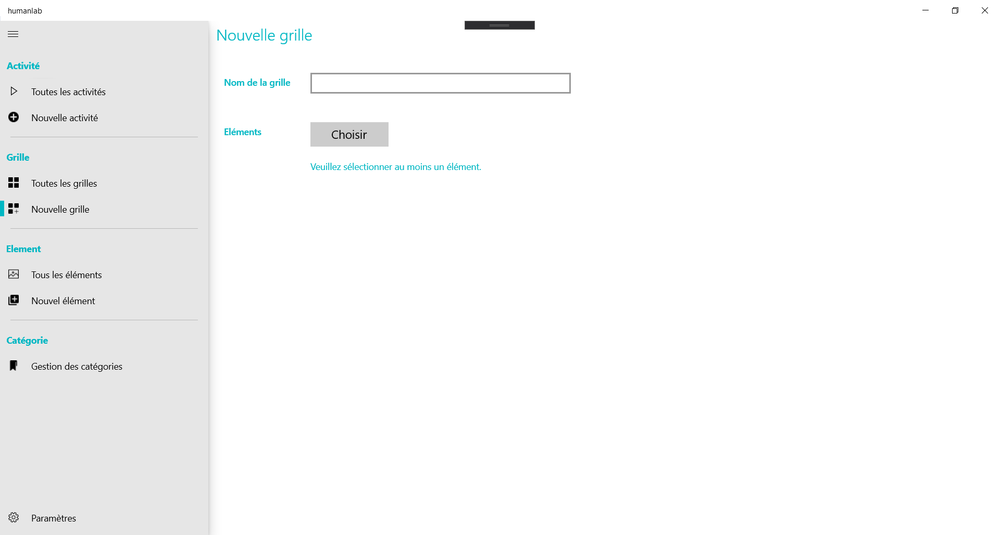 humanlab
Activité
Toutes les activités
Nouvelle activité
Grille
Toutes les grilles
Nouvelle grille
Element
Tous les éléments
Nouvel élément
Catégorie
Gestion des catégories
Paramètres
Nouvelle grille
Nom de la grille
Eléments
Choisir
Veuillez sélectionner au moins un élément.